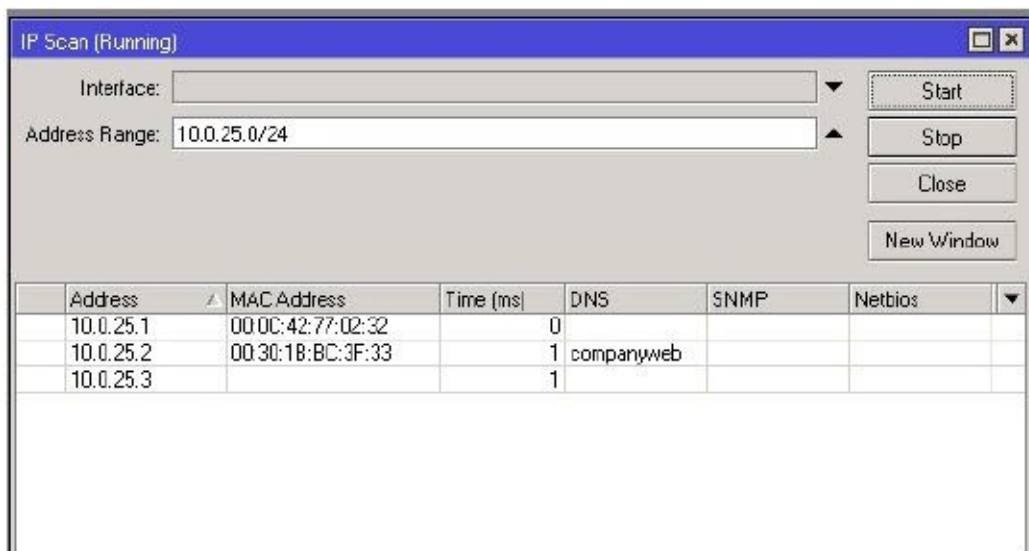 IP Scan (Running)
Interface:
Start
Address Range: 10.0.25.0/24
Stop
Close
New Window
Address MAC Address Time (ms) DNS SNMP Netbios
10.0.25.1 00:0C:42:77:02:32 0
10.0.25.2 00:30:1B:BC:3F:33 1 companyweb
10.0.25.3 1